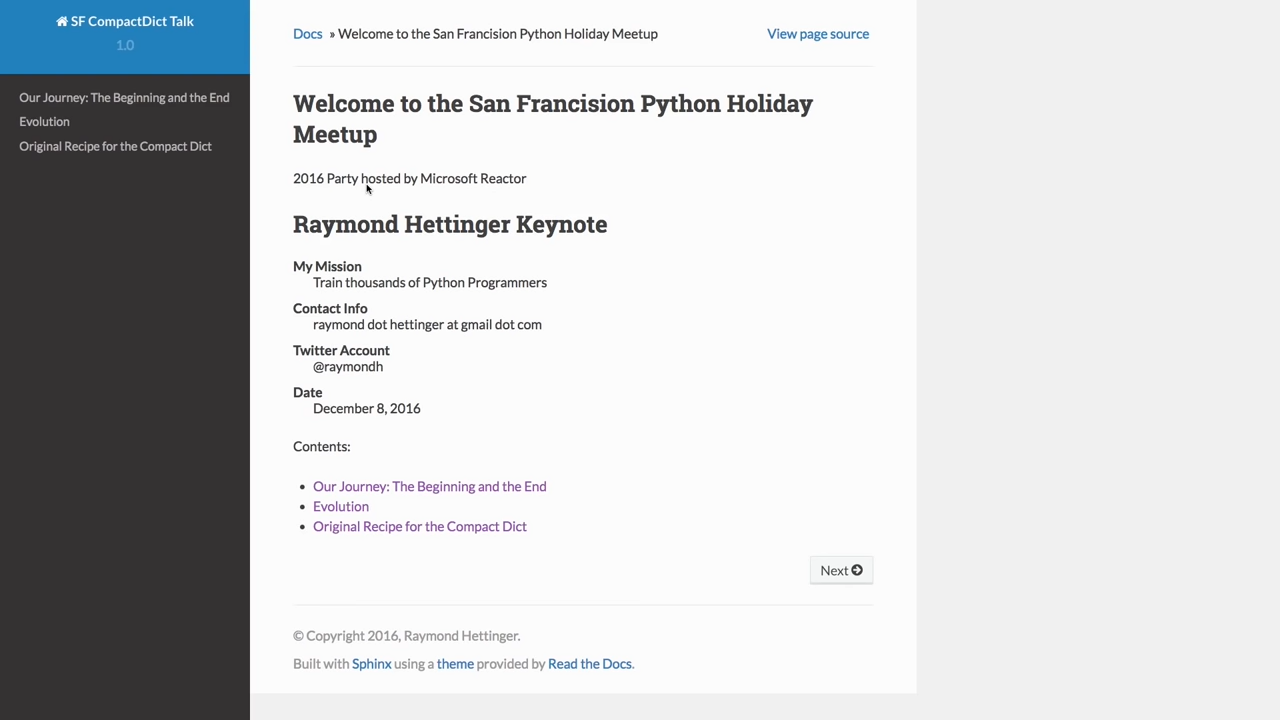 SF CompactDict Talk
1.0
Our Journey: The Beginning and the End
Evolution
Original Recipe for the Compact Dict
Docs » Welcome to the San Francision Python Holiday Meetup
View page source
Welcome to the San Francision Python Holiday
Meetup
2016 Party hosted by Microsoft Reactor
Raymond Hettinger Keynote
My Mission
Train thousands of Python Programmers
Contact Info
raymond dot hettinger at gmail dot com
Twitter Account
@raymondh
Date
December 8, 2016
Contents:
• Our Journey: The Beginning and the End
• Evolution
• Original Recipe for the Compact Dict
Next
© Copyright 2016, Raymond Hettinger.
Built with Sphinx using a theme provided by Read the Docs.